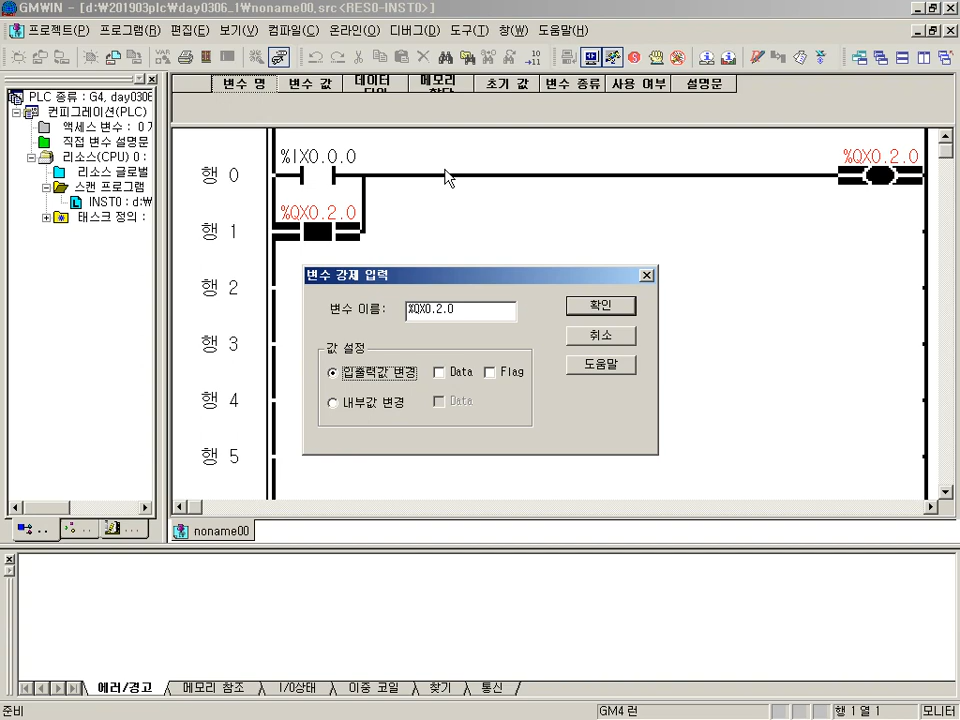 GMWIN - [d:₩201903plc₩day0306_1₩noname00,src<RES0-INST0>]
프로젝트(P) 프로그램(R) 편집(E) 보기(V) 컴파일(C) 온라인(O) 디버그(D) 도구(T) 창(W) 도움말(H)
변수 명 변수 값 데이터 타입 메모리 할당 초기 값 변수 종류 사용 여부 설명문
PLC 종류 : G4, day0306
컨피그레이션(PLC)
액세스 변수 : 0
직접 변수 설명문
리소스(CPU) 0 :
리소스 글로벌
스캔 프로그램
INST0 : d:₩
태스크 정의 :
%IX0.0.0 %QX0.2.0
행 0
%QX0.2.0
행 1
행 2
행 3
행 4
행 5
변수 강제 입력
변수 이름: %QX0.2.0 확인
취소
도움말
값 설정
입출력값 변경 Data Flag
내부값 변경 Data
noname00
에러/경고 메모리 참조 I/O상태 이중 코일 찾기 통신
준비 GM4 런 행 1 열 1 모니터